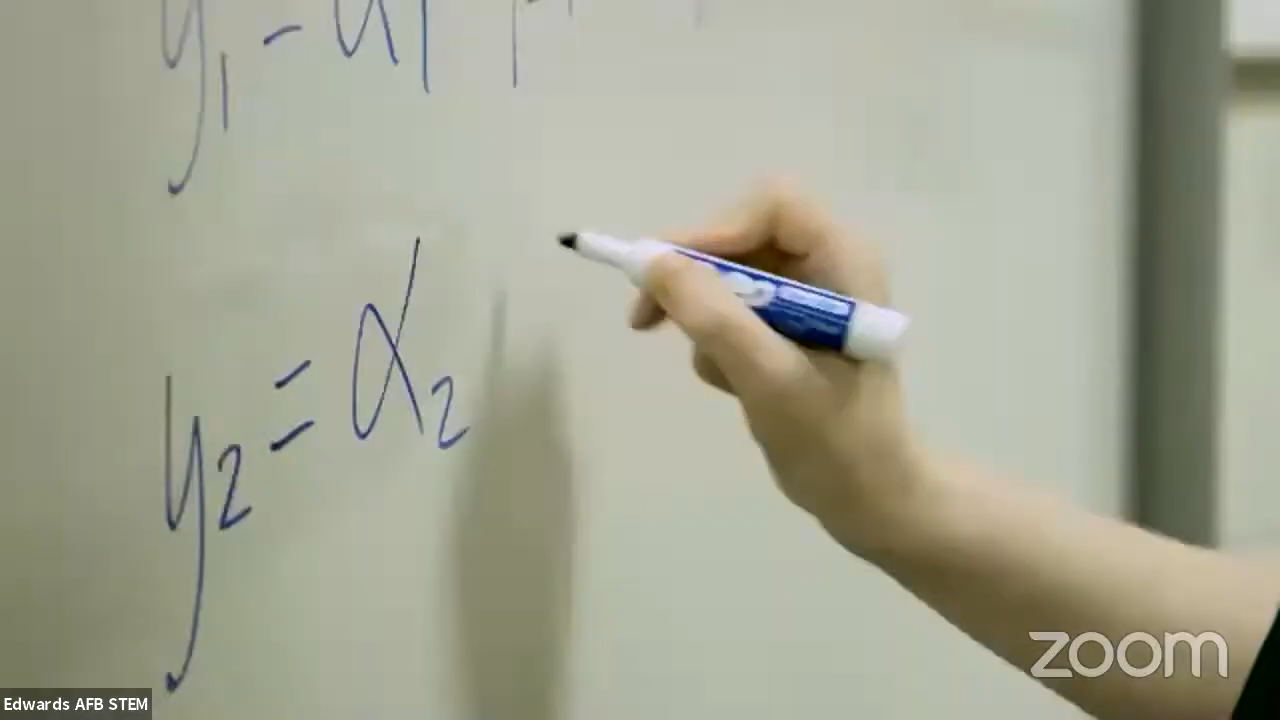 y₁ = α₁
y₂ = α₂
zoom
Edwards AFB STEM